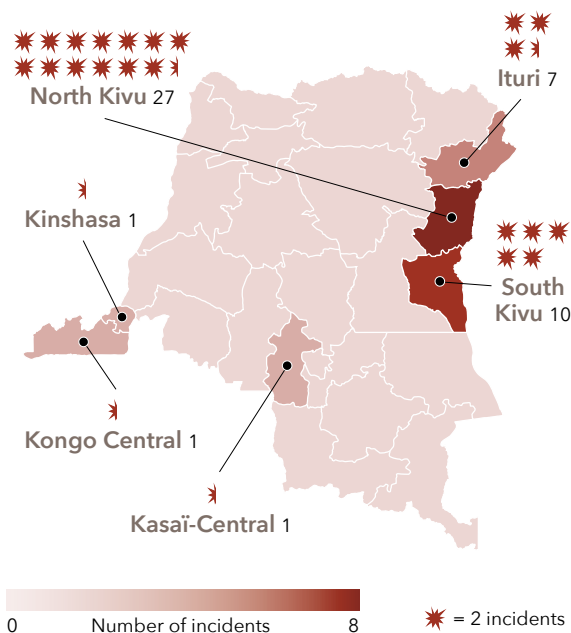 North Kivu 27
Ituri 7
Kinshasa 1
South
Kivu 10
Kongo Central 1
Kasaï-Central 1
0 Number of incidents 8
= 2 incidents